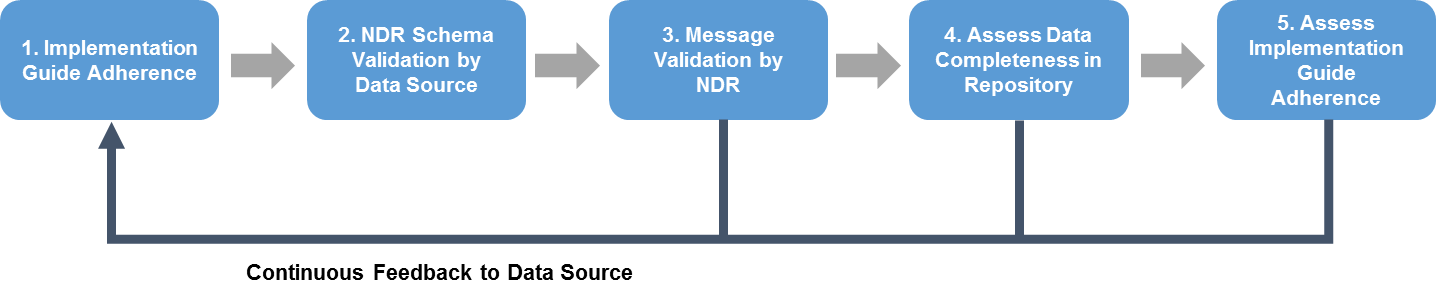 1. Implementation
Guide Adherence
2. NDR Schema
Validation by
Data Source
3. Message
Validation by
NDR
4. Assess Data
Completeness in
Repository
5. Assess
Implementation
Guide
Adherence
Continuous Feedback to Data Source